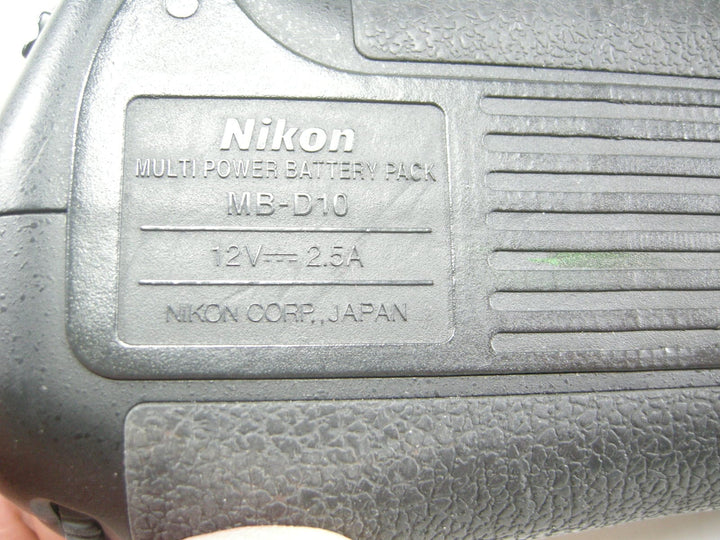 Nikon
MULTI POWER BATTERY PACK
MB-D10
12V⎓ 2.5A
NIKON CORP., JAPAN